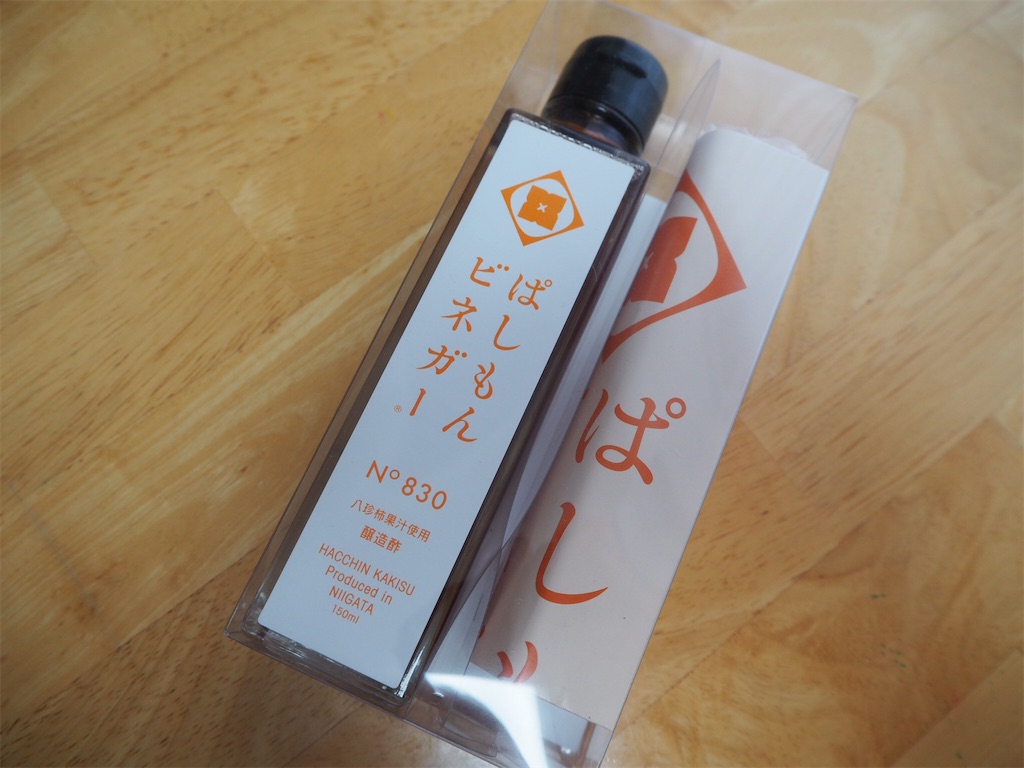 ぱしもん
ビネガー®
Nº830
八珍柿果汁使用
醸造酢
HACCHIN KAKISU
Produced in
NIIGATA
150ml
ぱし